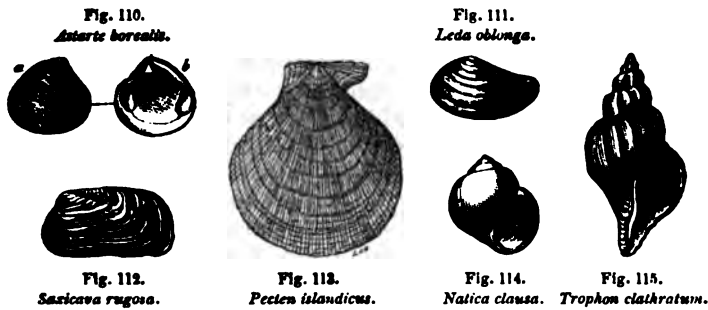 Fig. 110.
Astarte borealis.
a
b
Fig. 111.
Leda oblonga.
Fig. 112.
Saxicava rugosa.
Fig. 113.
Pecten islandicus.
Fig. 114.
Natica clausa.
Fig. 115.
Trophon clathratum.